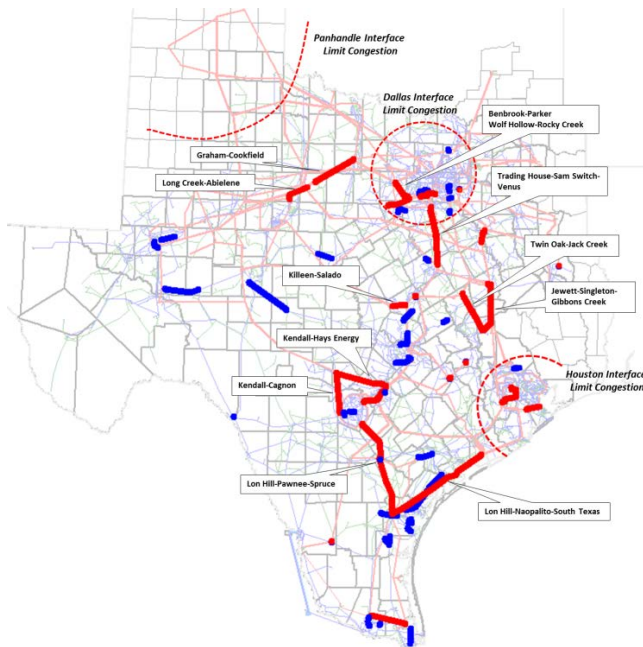 Panhandle Interface
Limit Congestion
Dallas Interface
Limit Congestion
Benbrook-Parker
Wolf Hollow-Rocky Creek
Graham-Cookfield
Trading House-Sam Switch-
Venus
Long Creek-Abielene
Twin Oak-Jack Creek
Killeen-Salado
Jewett-Singleton-
Gibbons Creek
Kendall-Hays Energy
Houston Interface
Limit Congestion
Kendall-Cagnon
Lon Hill-Pawnee-Spruce
Lon Hill-Naopalito-South Texas